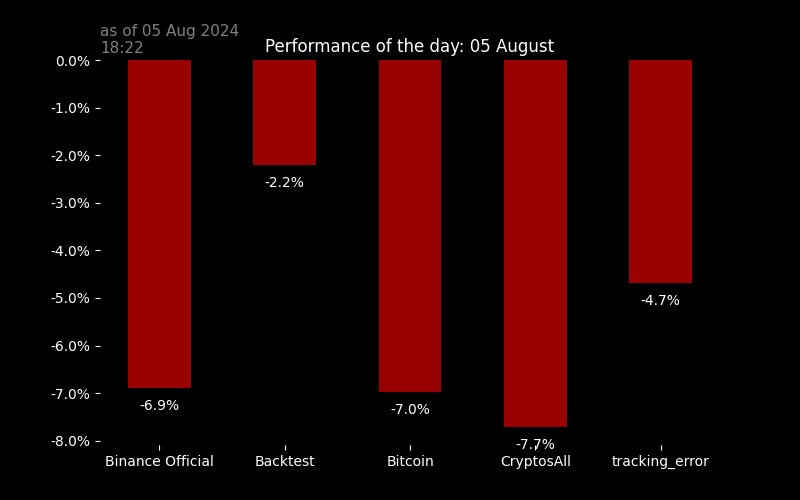 as of 05 Aug 2024
18:22
Performance of the day: 05 August
0.0%
-1.0%
-2.0%
-3.0%
-4.0%
-5.0%
-6.0%
-7.0%
-8.0%
-6.9%
-2.2%
-7.0%
-7.7%
-4.7%
Binance Official
Backtest
Bitcoin
CryptosAll
tracking_error